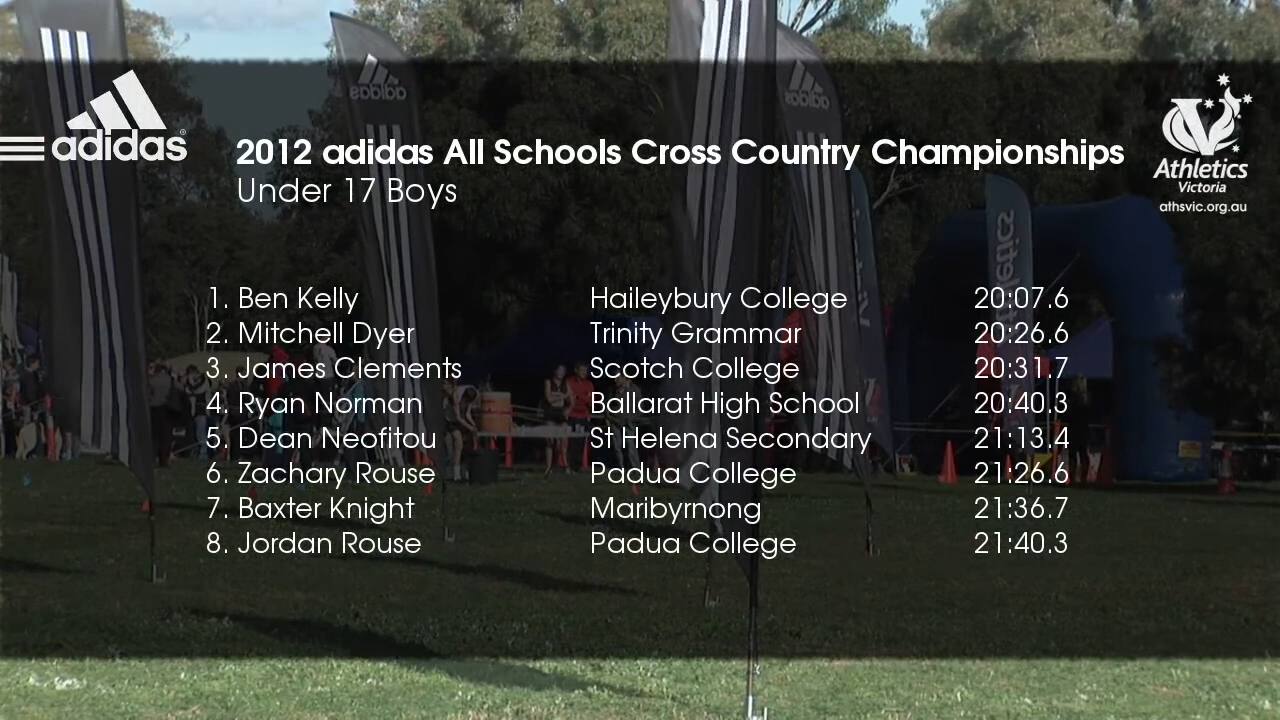 adidas
2012 adidas All Schools Cross Country Championships
Under 17 Boys
Athletics
Victoria
athsvic.org.au
1. Ben Kelly Haileybury College 20:07.6
2. Mitchell Dyer Trinity Grammar 20:26.6
3. James Clements Scotch College 20:31.7
4. Ryan Norman Ballarat High School 20:40.3
5. Dean Neofitou St Helena Secondary 21:13.4
6. Zachary Rouse Padua College 21:26.6
7. Baxter Knight Maribyrnong 21:36.7
8. Jordan Rouse Padua College 21:40.3
adidas
adidas